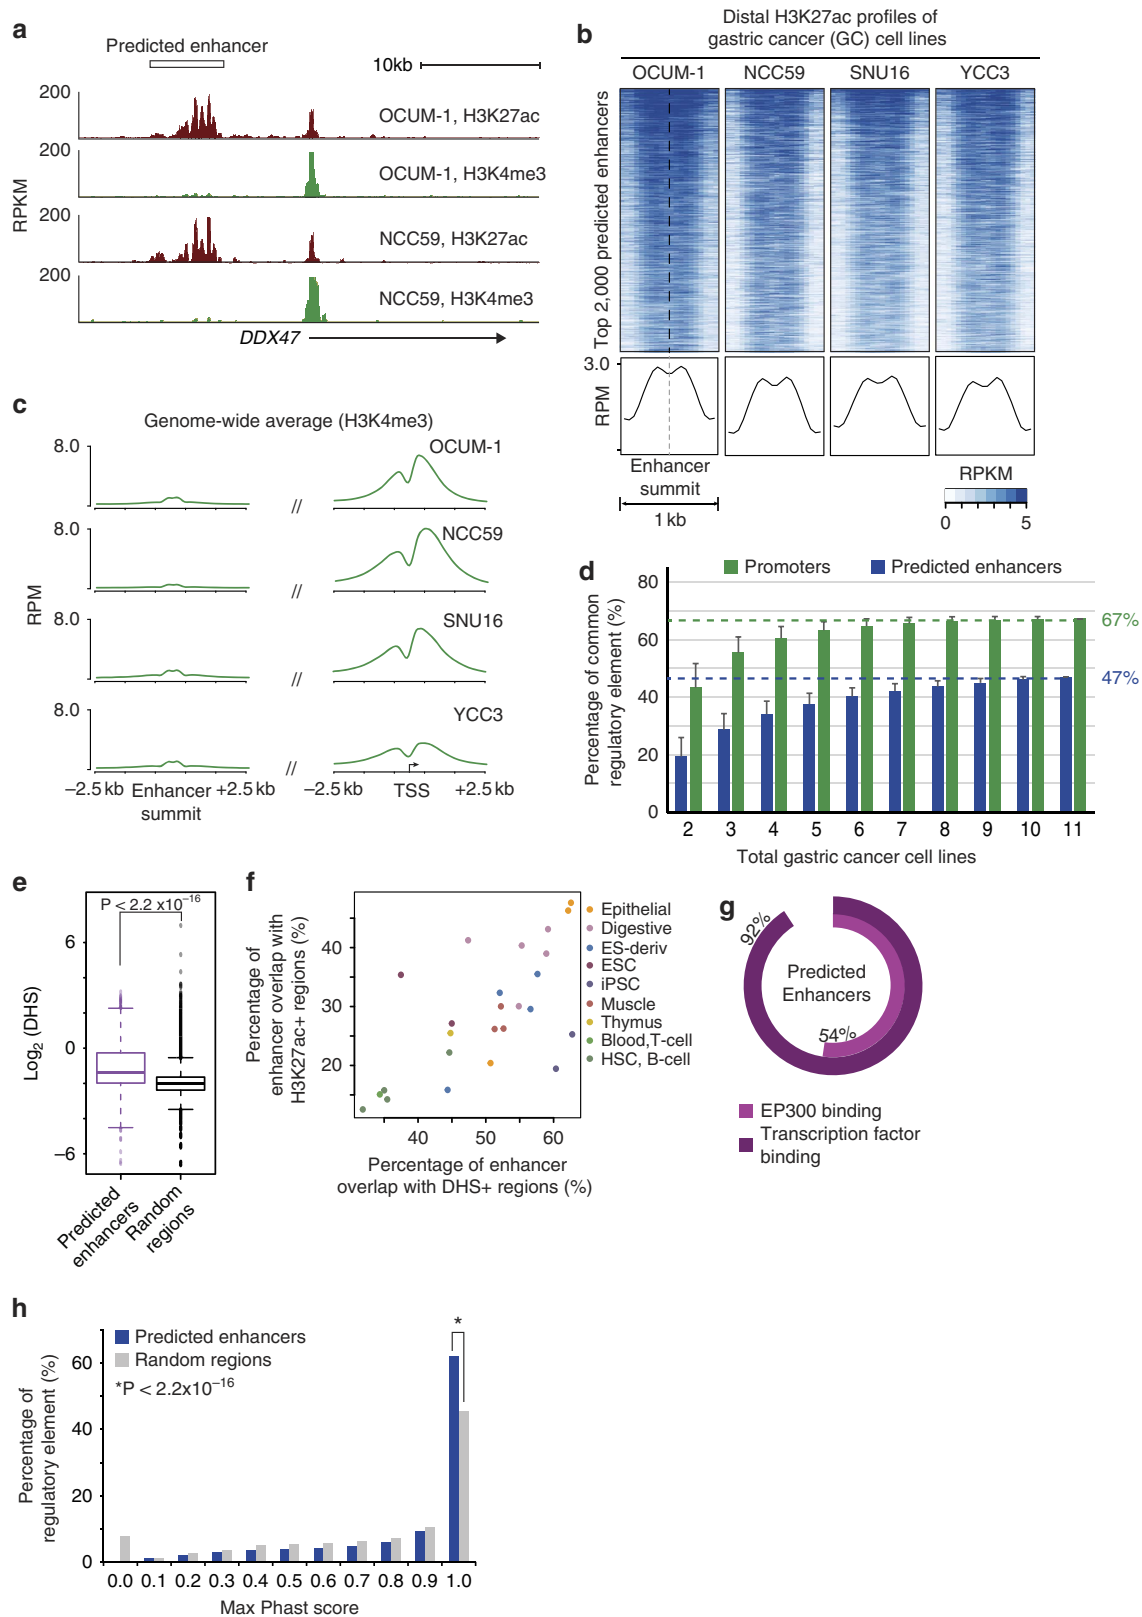 a
Predicted enhancer
10kb
200
OCUM-1, H3K27ac
200
OCUM-1, H3K4me3
RPKM
200
NCC59, H3K27ac
200
NCC59, H3K4me3
DDX47
b
Distal H3K27ac profiles of
gastric cancer (GC) cell lines
OCUM-1 NCC59 SNU16 YCC3
Top 2,000 predicted enhancers
3.0
RPM
Enhancer
summit
1 kb
RPKM
0 5
c
Genome-wide average (H3K4me3)
8.0
OCUM-1
//
8.0
NCC59
//
RPM
8.0
SNU16
//
8.0
YCC3
//
−2.5 kb Enhancer summit +2.5 kb
−2.5 kb TSS +2.5 kb
d
Promoters Predicted enhancers
Percentage of common
regulatory element (%)
80
60
40
20
0
67%
47%
2 3 4 5 6 7 8 9 10 11
Total gastric cancer cell lines
e
P < 2.2 x10−16
Log2 (DHS)
6
0
−6
Predicted
enhancers
Random
regions
f
Percentage of
enhancer overlap with
H3K27ac+ regions (%)
40
30
20
40 50 60
Percentage of enhancer
overlap with DHS+ regions (%)
Epithelial
Digestive
ES-deriv
ESC
iPSC
Muscle
Thymus
Blood,T-cell
HSC, B-cell
g
92%
Predicted
Enhancers
54%
EP300 binding
Transcription factor
binding
h
Predicted enhancers
Random regions
*P < 2.2x10−16
*
Percentage of
regulatory element (%)
60
40
20
0
0.0 0.1 0.2 0.3 0.4 0.5 0.6 0.7 0.8 0.9 1.0
Max Phast score